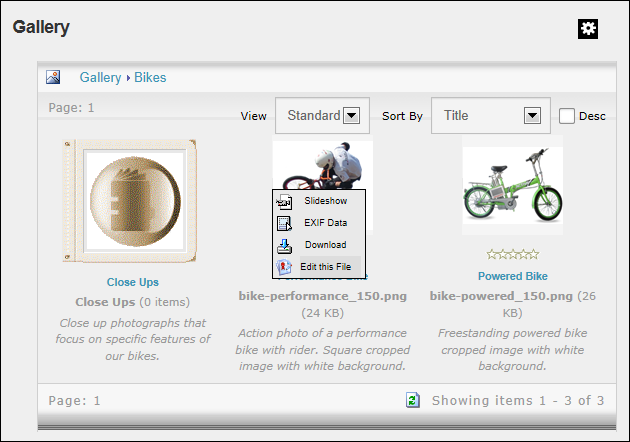 Gallery
Gallery Bikes
Page: 1
View Standard Sort By Title Desc
Slideshow
EXIF Data
Download
Edit this File
Close Ups
Close Ups (0 items)
Close up photographs that
focus on specific features of
our bikes.
bike-performance_150.png
(24 KB)
Action photo of a performance
bike with rider. Square cropped
image with white background.
Powered Bike
bike-powered_150.png (26
KB)
Freestanding powered bike
cropped image with white
background.
Page: 1
Showing items 1 - 3 of 3